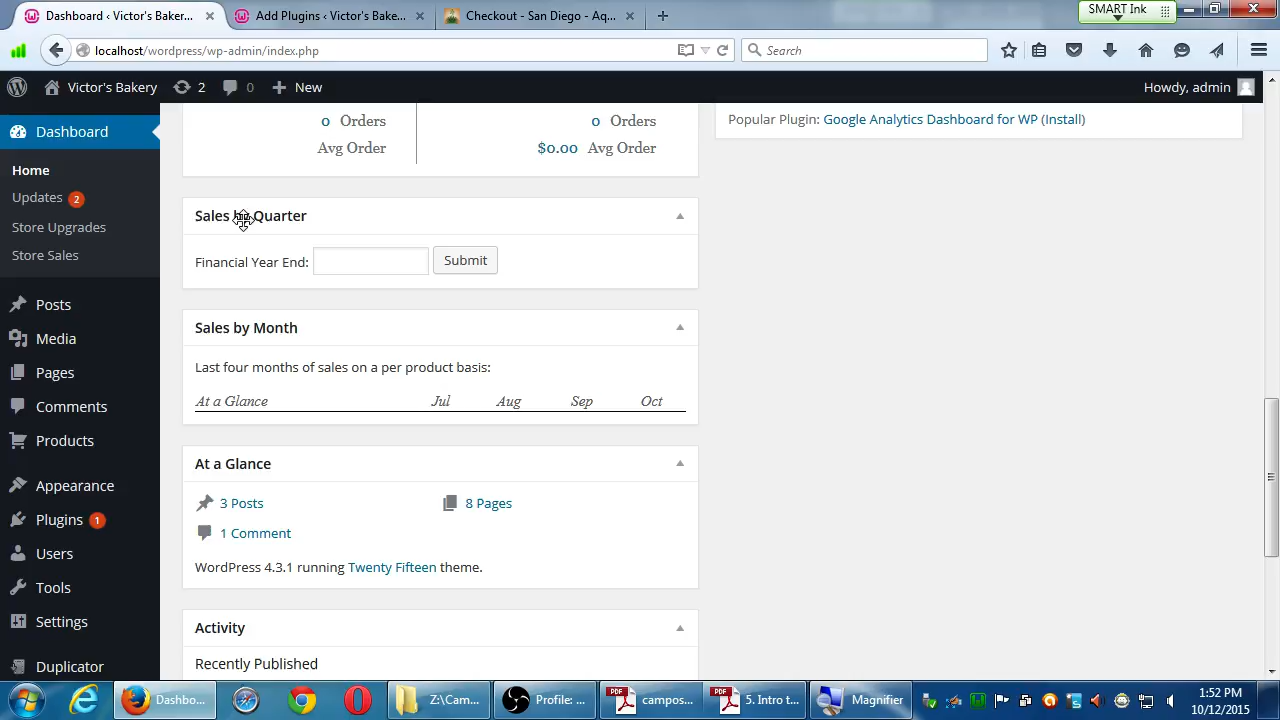 Dashboard ‹ Victor's Bakery...
Add Plugins ‹ Victor's Bake...
Checkout - San Diego - Aq...
SMART Ink
localhost/wordpress/wp-admin/index.php
Search
Victor's Bakery
2
0
New
Howdy, admin
Dashboard
Home
Updates 2
Store Upgrades
Store Sales
Posts
Media
Pages
Comments
Products
Appearance
Plugins 1
Users
Tools
Settings
Duplicator
0 Orders
Avg Order
0 Orders
$0.00 Avg Order
Popular Plugin: Google Analytics Dashboard for WP (Install)
Sales by Quarter
Financial Year End:
Submit
Sales by Month
Last four months of sales on a per product basis:
At a Glance Jul Aug Sep Oct
At a Glance
3 Posts
8 Pages
1 Comment
WordPress 4.3.1 running Twenty Fifteen theme.
Activity
Recently Published
Dashbo...
Z:\Cam...
Profile: ...
PDF
campos...
PDF
5. Intro t...
Magnifier
1:52 PM
10/12/2015